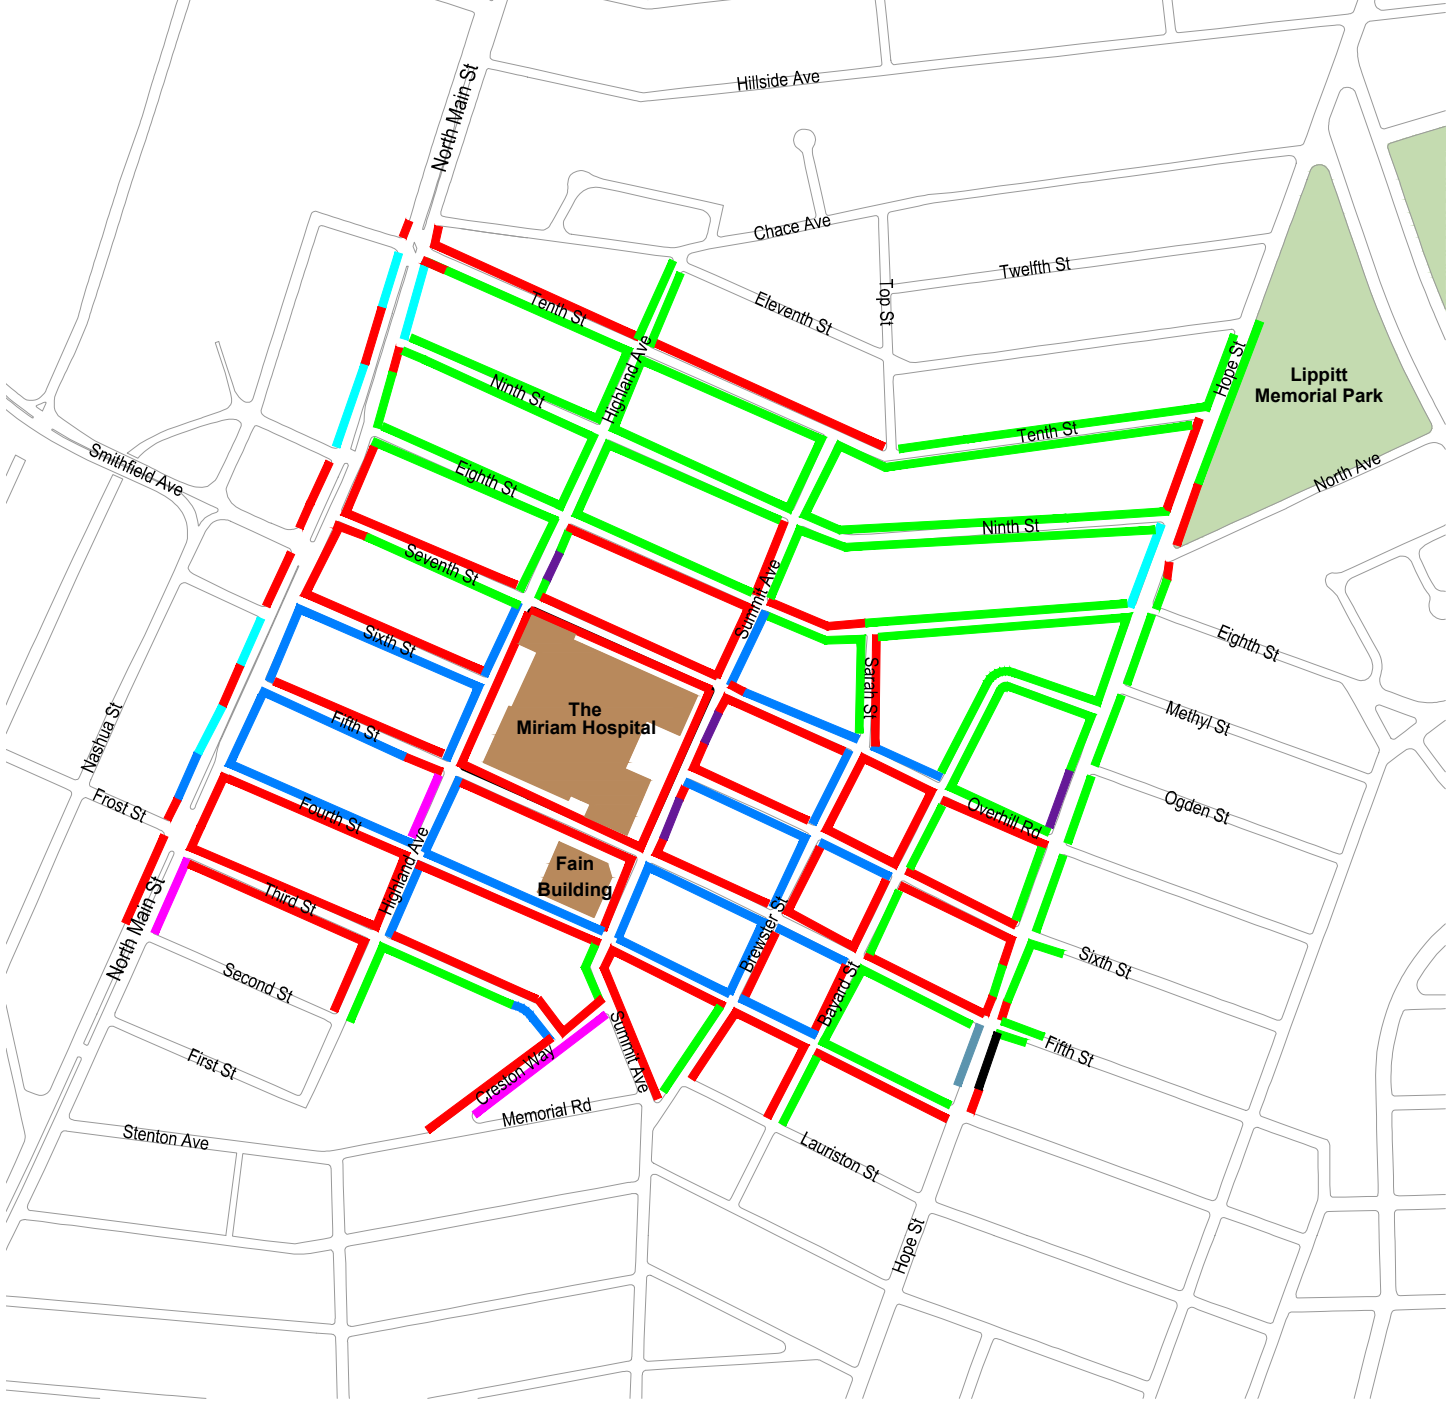 Hillside Ave
North Main St
Chace Ave
Twelfth St
Top St
Eleventh St
Tenth St
Highland Ave
Hope St
Lippitt
Memorial Park
Ninth St
Tenth St
Smithfield Ave
Eighth St
North Ave
Ninth St
Seventh St
Summit Ave
Eighth St
Sixth St
Sarah St
The
Miriam Hospital
Methyl St
Fifth St
Nashua St
Frost St
Ogden St
Overhill Rd
Fourth St
Highland Ave
Fain
Building
Third St
North Main St
Brewster St
Sixth St
Second St
Bayard St
Summit Ave
Fifth St
First St
Creston Way
Memorial Rd
Stenton Ave
Lauriston St
Hope St